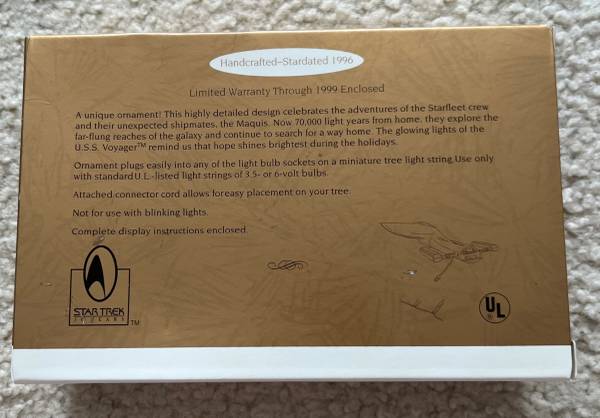 Handcrafted–Stardated 1996
Limited Warranty Through 1999 Enclosed
A unique ornament! This highly detailed design celebrates the adventures of the Starfleet crew
and their unexpected shipmates, the Maquis. Now 70,000 light years from home, they explore the
far-flung reaches of the galaxy and continue to search for a way home. The glowing lights of the
U.S.S. Voyager™ remind us that hope shines brightest during the holidays.
Ornament plugs easily into any of the light bulb sockets on a miniature tree light string.Use only
with standard U.L.-listed light strings of 3.5- or 6-volt bulbs.
Attached connector cord allows foreasy placement on your tree.
Not for use with blinking lights.
Complete display instructions enclosed.
STAR TREK
30 YEARS
TM
UL
®